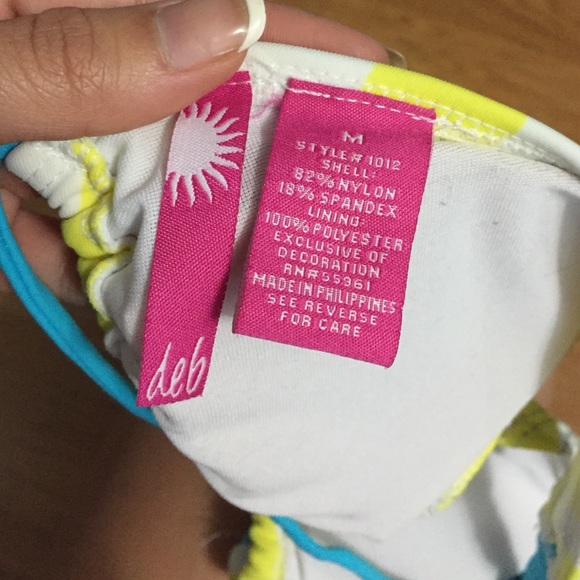 deb
M
STYLE# 1012
SHELL:
82% NYLON
18% SPANDEX
LINING:
100% POLYESTER
EXCLUSIVE OF
DECORATION
RN#55961
MADE IN PHILIPPINES
SEE REVERSE
FOR CARE